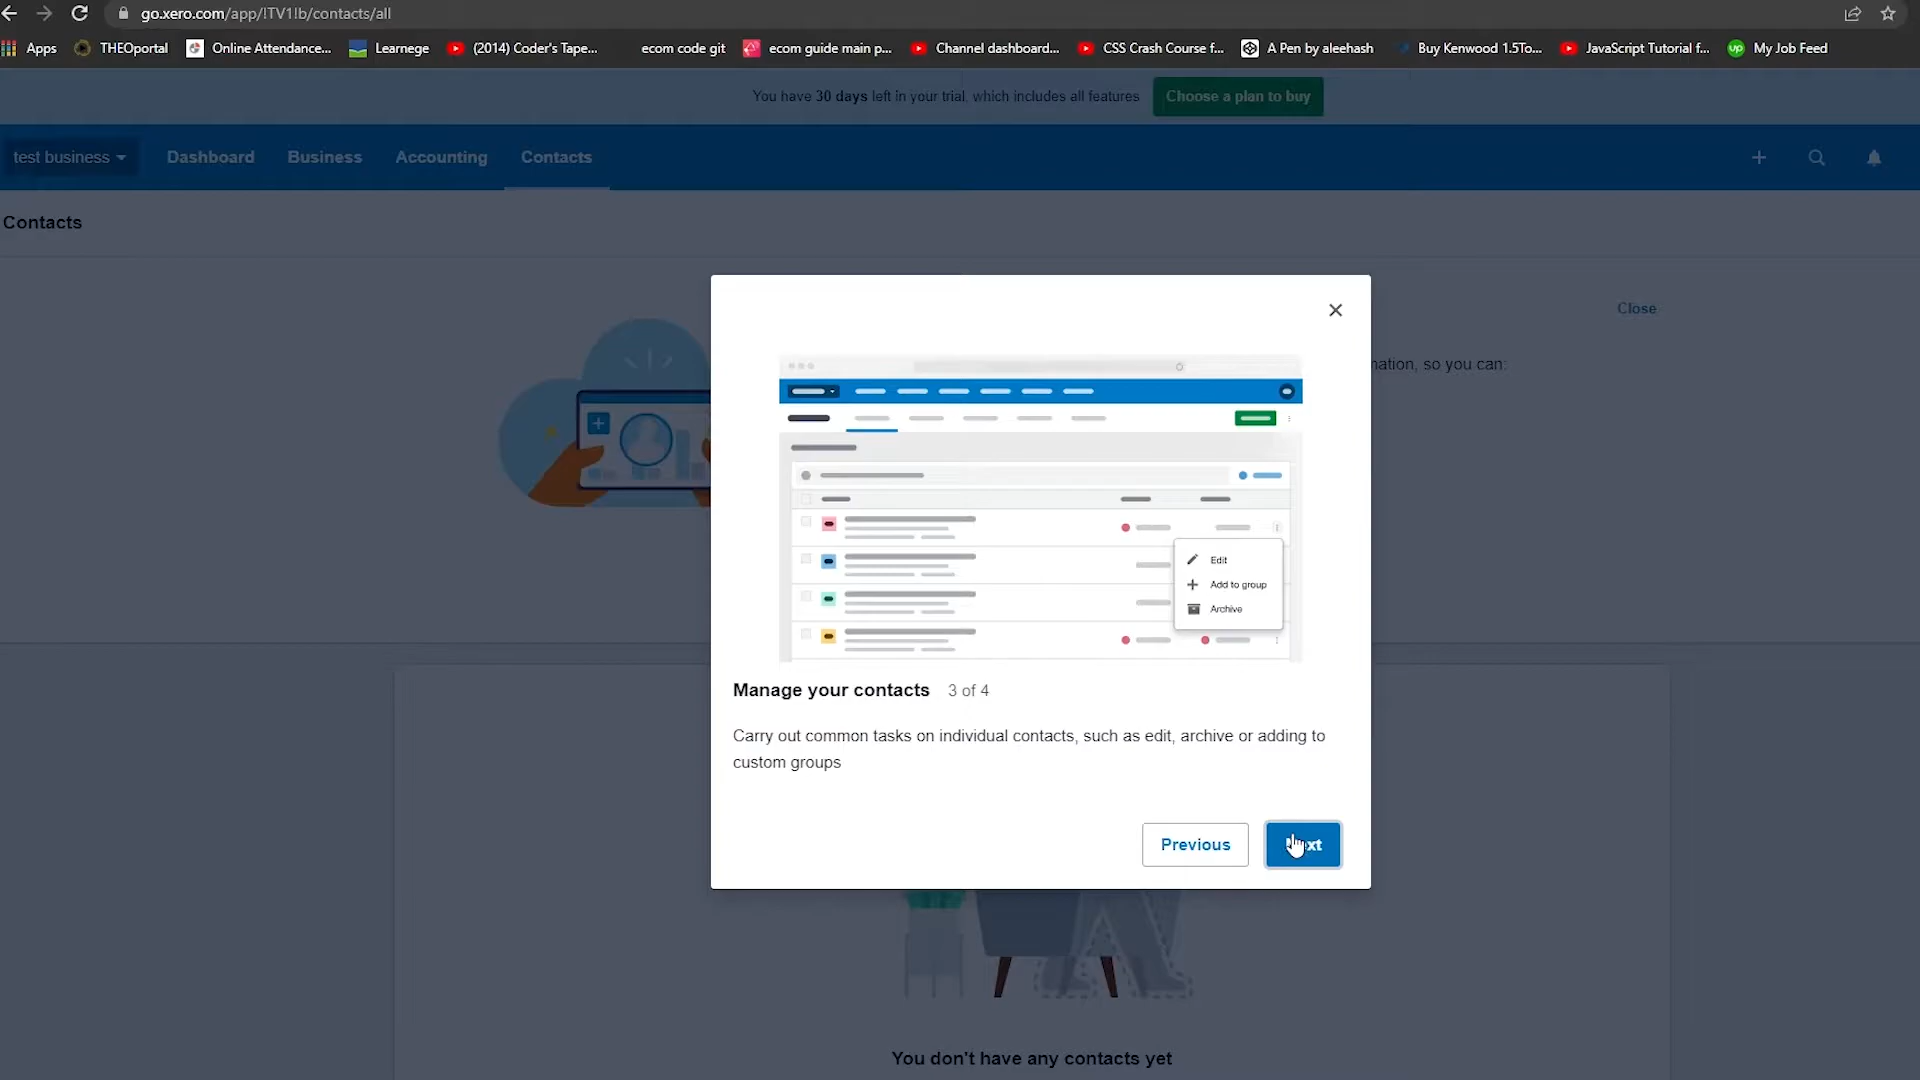 go.xero.com/app/!TV1!b/contacts/all
Apps THEOportal Online Attendance... Learnege (2014) Coder's Tape... ecom code git ecom guide main p... Channel dashboard... CSS Crash Course f... A Pen by aleehash Buy Kenwood 1.5To... JavaScript Tutorial f... up My Job Feed
You have 30 days left in your trial, which includes all features Choose a plan to buy
test business Dashboard Business Accounting Contacts
Contacts
Close
nation, so you can:
Edit
Add to group
Archive
Manage your contacts 3 of 4
Carry out common tasks on individual contacts, such as edit, archive or adding to
custom groups
Previous
You don't have any contacts yet